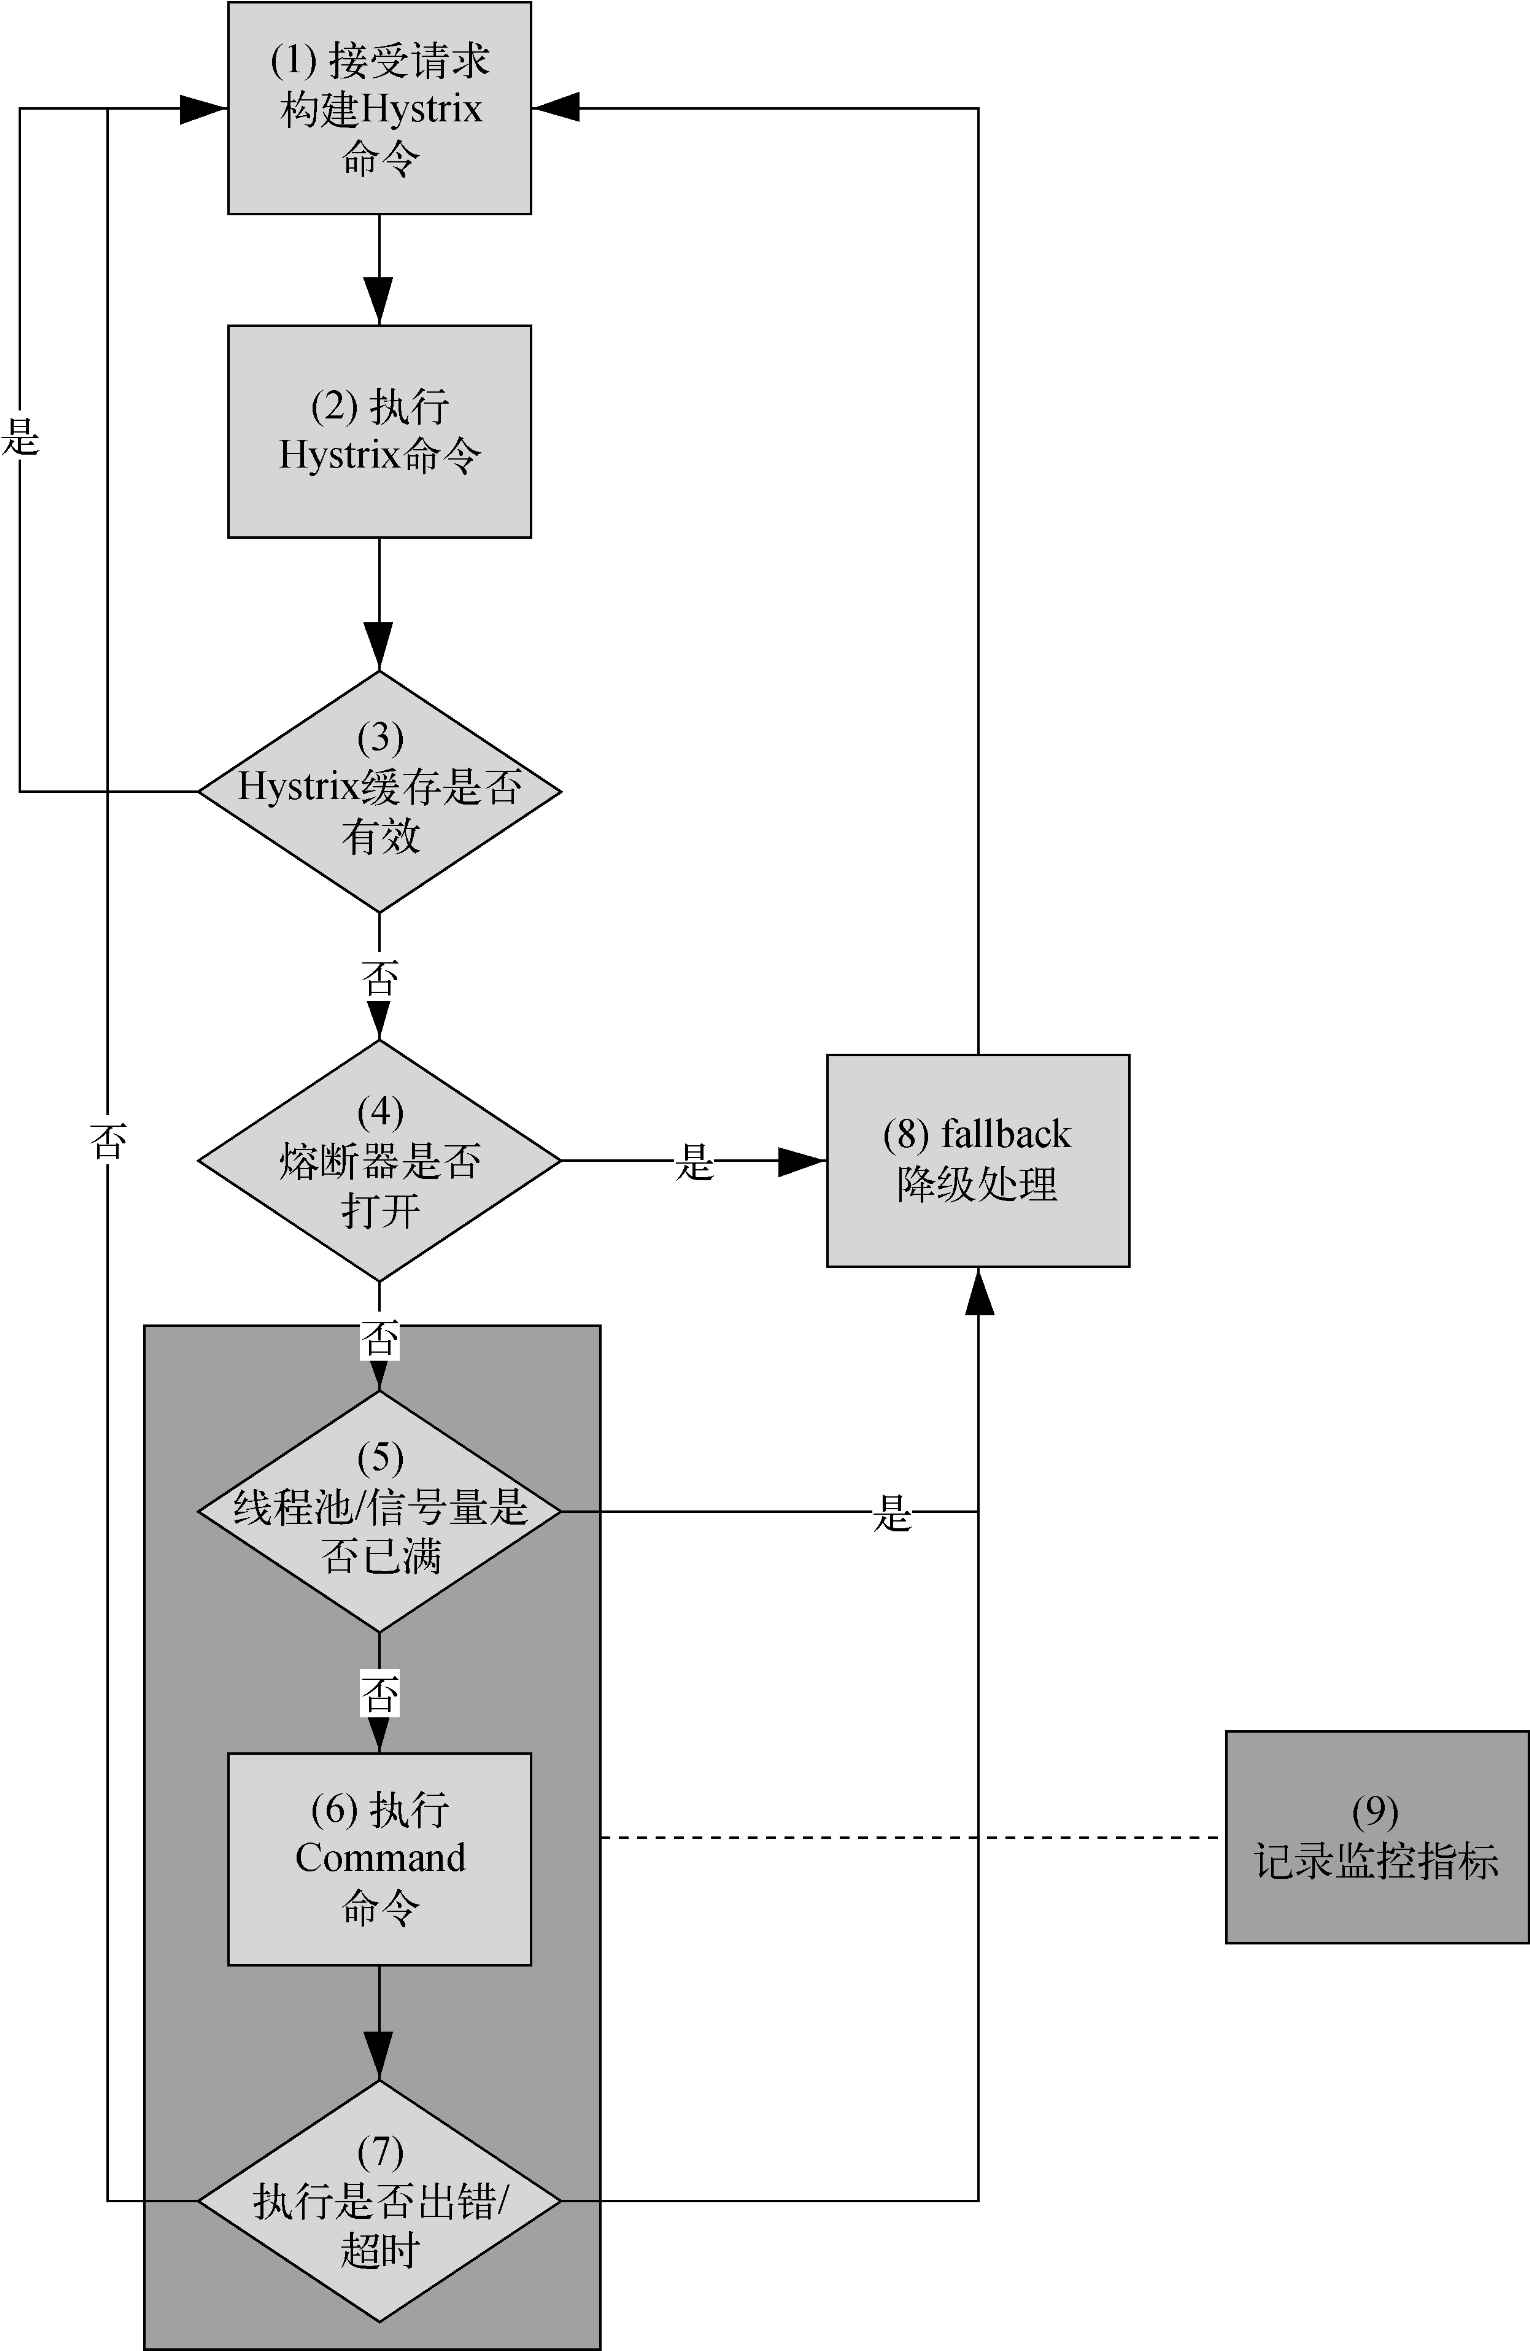 (1) 接受请求
构建Hystrix
命令
(2) 执行
Hystrix命令
是
(3)
Hystrix缓存是否
有效
否
(4)
熔断器是否
打开
是
(8) fallback
降级处理
否
否
(5)
线程池/信号量是
否已满
是
否
(6) 执行
Command
命令
(9)
记录监控指标
(7)
执行是否出错/
超时